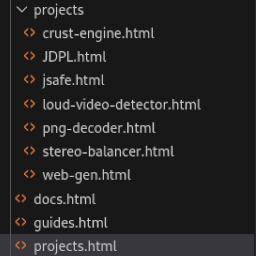 projects
crust-engine.html
JDPL.html
jsafe.html
loud-video-detector.html
png-decoder.html
stereo-balancer.html
web-gen.html
docs.html
guides.html
projects.html